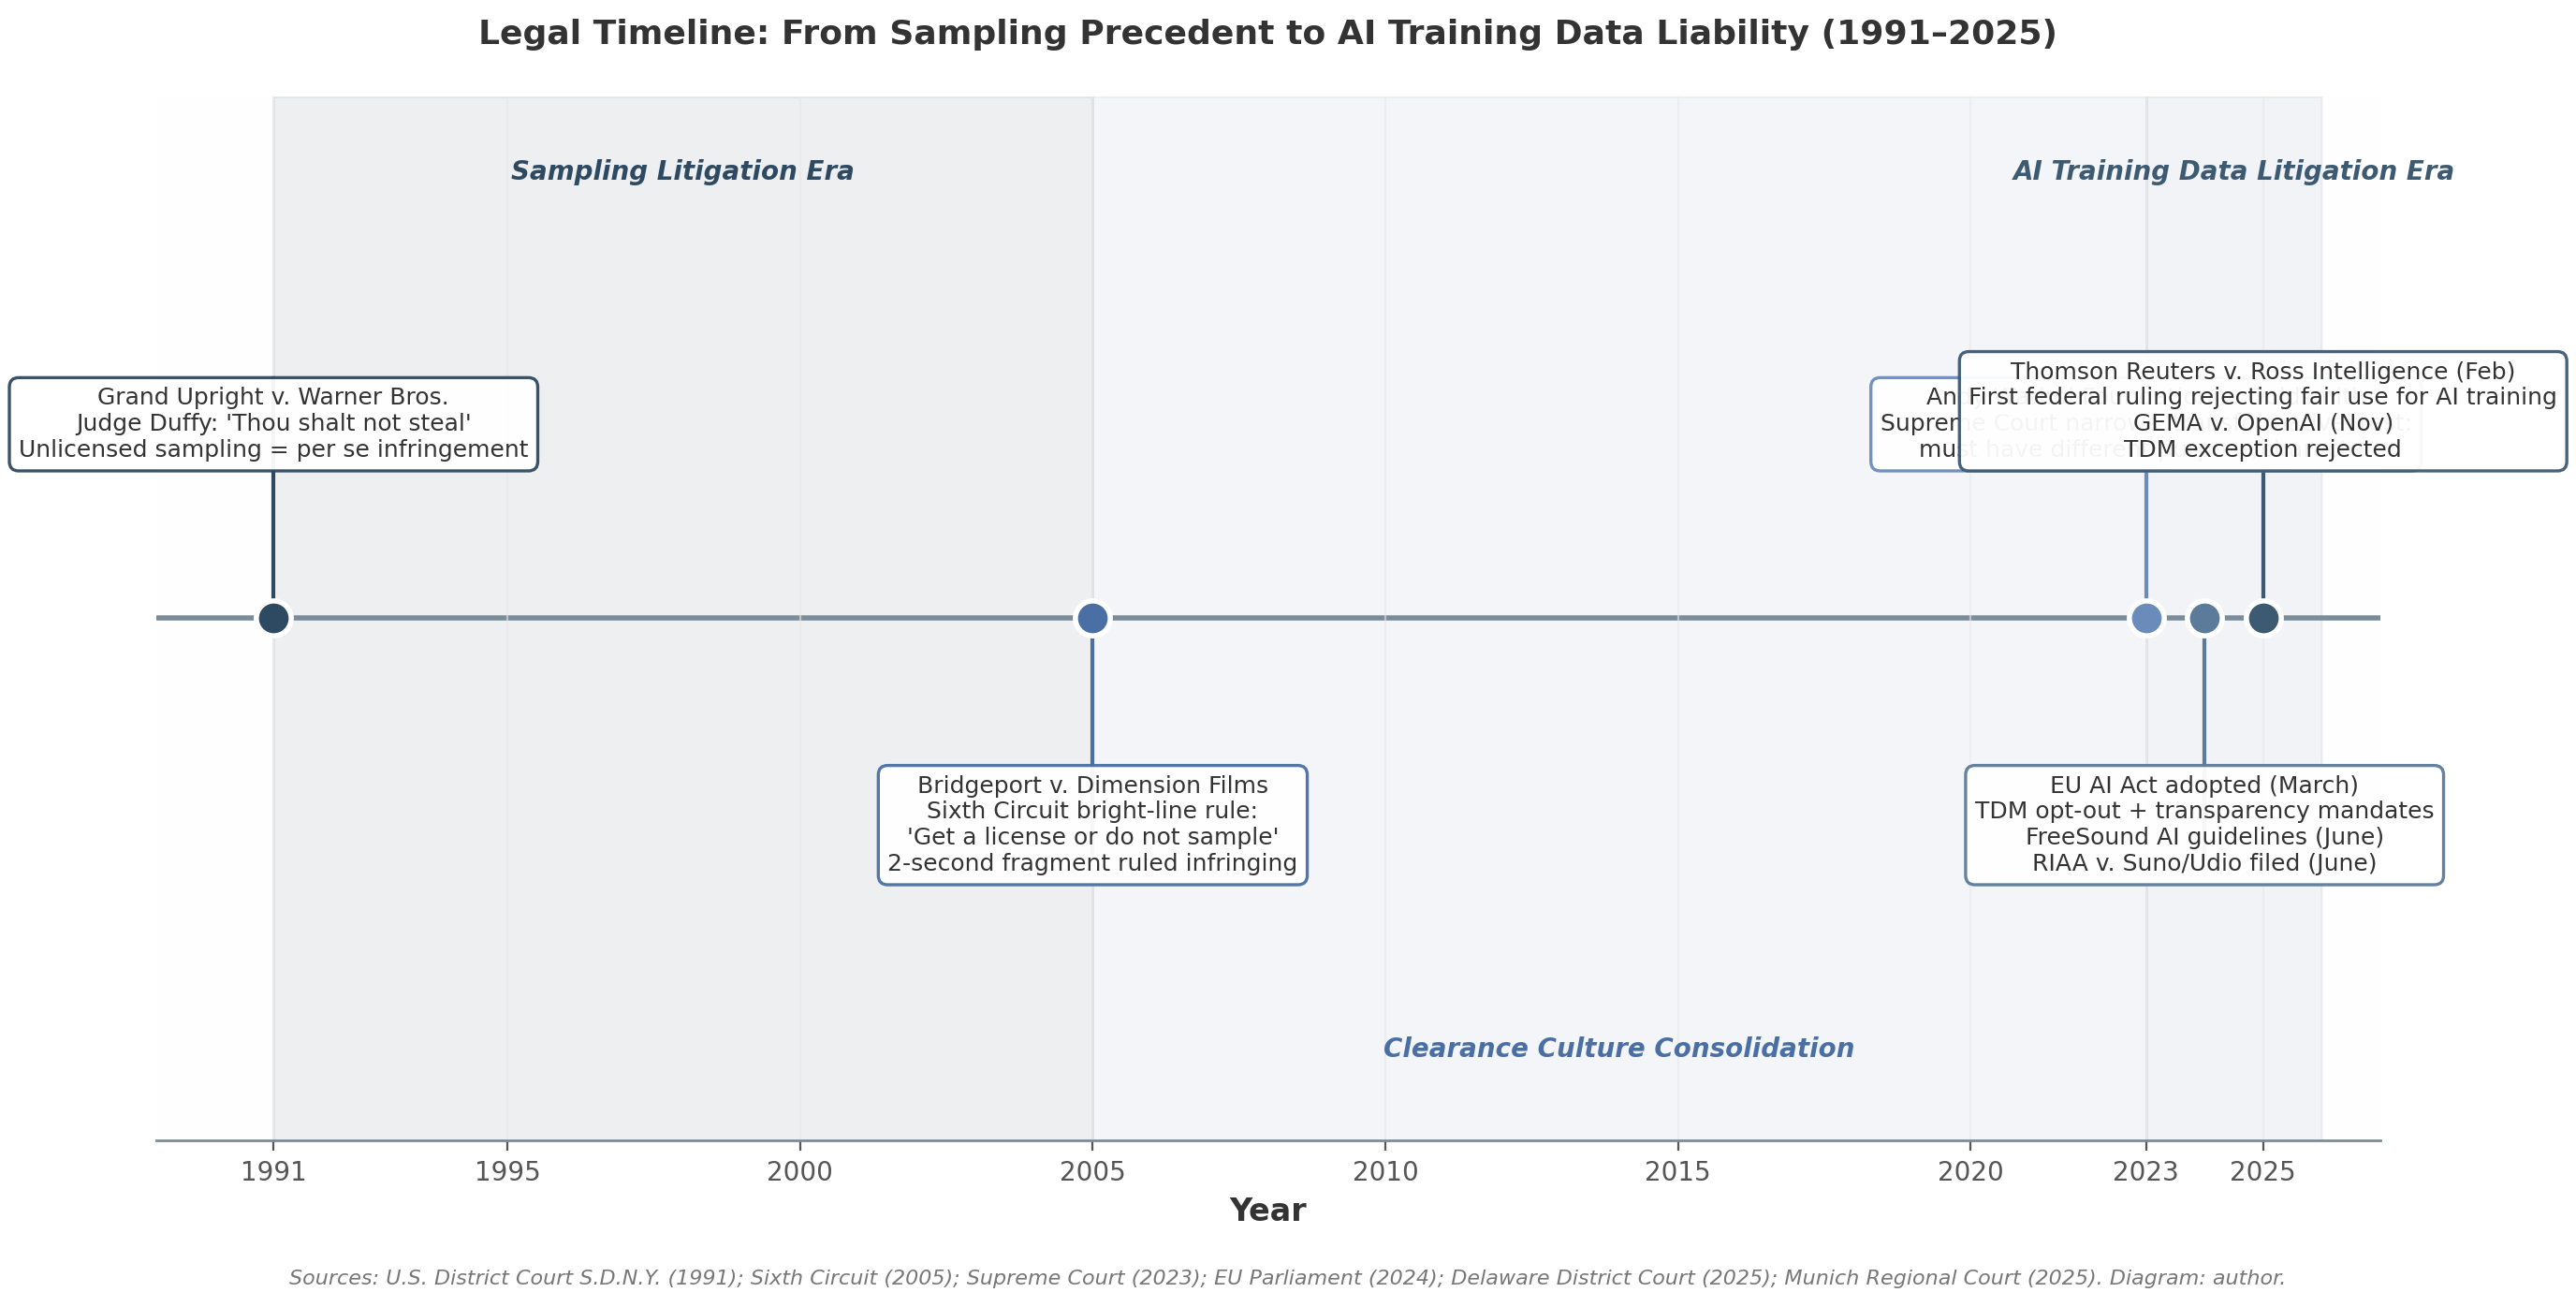 Legal Timeline: From Sampling Precedent to AI Training Data Liability (1991–2025)
Sampling Litigation Era
AI Training Data Litigation Era
Grand Upright v. Warner Bros.
Judge Duffy: 'Thou shalt not steal'
Unlicensed sampling = per se infringement
Supreme Court
must have
Thomson Reuters v. Ross Intelligence (Feb)
First federal ruling rejecting fair use for AI training
GEMA v. OpenAI (Nov)
TDM exception rejected
Bridgeport v. Dimension Films
Sixth Circuit bright-line rule:
'Get a license or do not sample'
2-second fragment ruled infringing
EU AI Act adopted (March)
TDM opt-out + transparency mandates
FreeSound AI guidelines (June)
RIAA v. Suno/Udio filed (June)
Clearance Culture Consolidation
1991 1995 2000 2005 2010 2015 2020 2023 2025
Year
Sources: U.S. District Court S.D.N.Y. (1991); Sixth Circuit (2005); Supreme Court (2023); EU Parliament (2024); Delaware District Court (2025); Munich Regional Court (2025). Diagram: author.